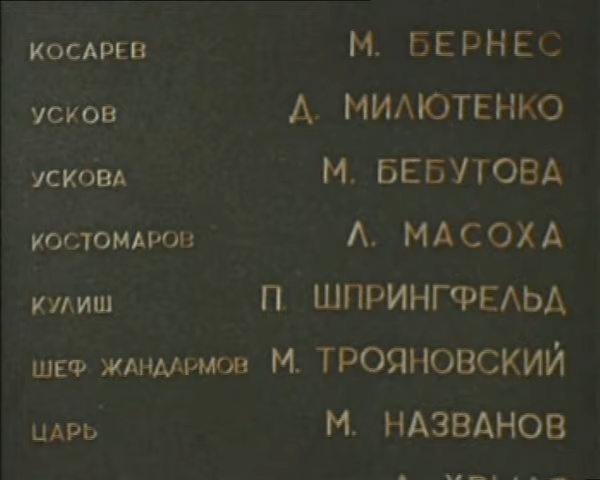 КОСАРЕВ М. БЕРНЕС
УСКОВ Д. МИЛЮТЕНКО
УСКОВА М. БЕБУТОВА
КОСТОМАРОВ Л. МАСОХА
КУЛИШ П. ШПРИНГФЕЛЬД
ШЕФ ЖАНДАРМОВ М. ТРОЯНОВСКИЙ
ЦАРЬ М. НАЗВАНОВ